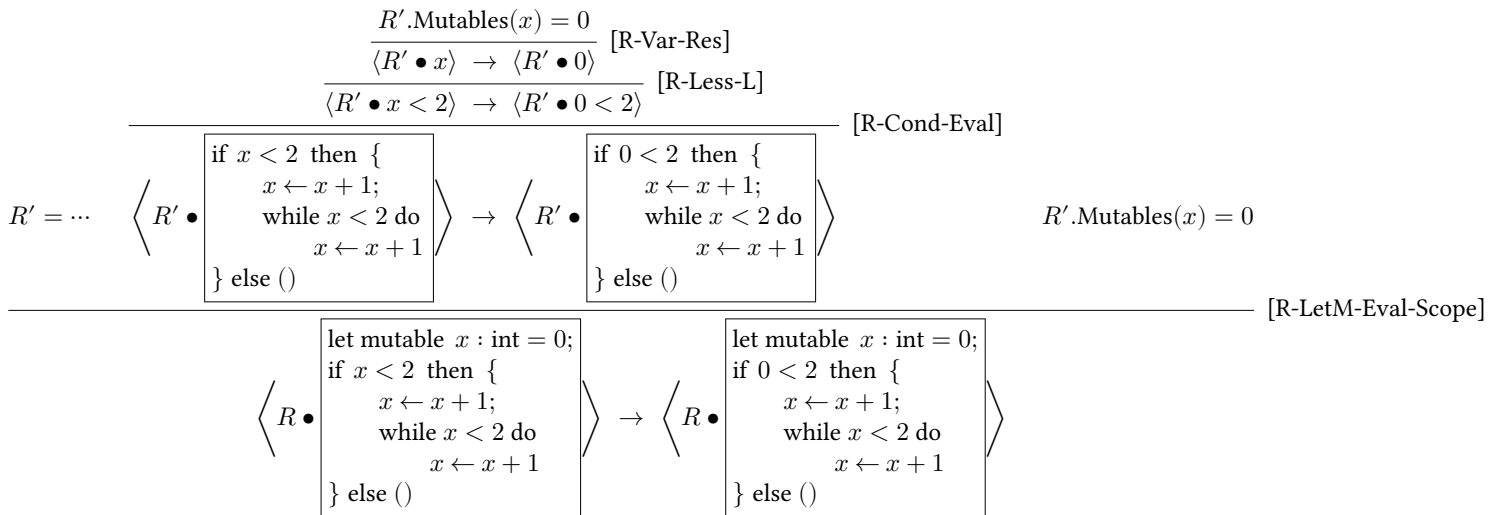 R′.Mutables(x) = 0
[R-Var-Res]
⟨R′ • x⟩ → ⟨R′ • 0⟩
[R-Less-L]
⟨R′ • x < 2⟩ → ⟨R′ • 0 < 2⟩
[R-Cond-Eval]
R′ = ⋯
⟨R′ •
if x < 2 then {
x ← x + 1;
while x < 2 do
x ← x + 1
} else ()
⟩ → ⟨R′ •
if 0 < 2 then {
x ← x + 1;
while x < 2 do
x ← x + 1
} else ()
⟩
R′.Mutables(x) = 0
[R-LetM-Eval-Scope]
⟨R •
let mutable x : int = 0;
if x < 2 then {
x ← x + 1;
while x < 2 do
x ← x + 1
} else ()
⟩ → ⟨R •
let mutable x : int = 0;
if 0 < 2 then {
x ← x + 1;
while x < 2 do
x ← x + 1
} else ()
⟩